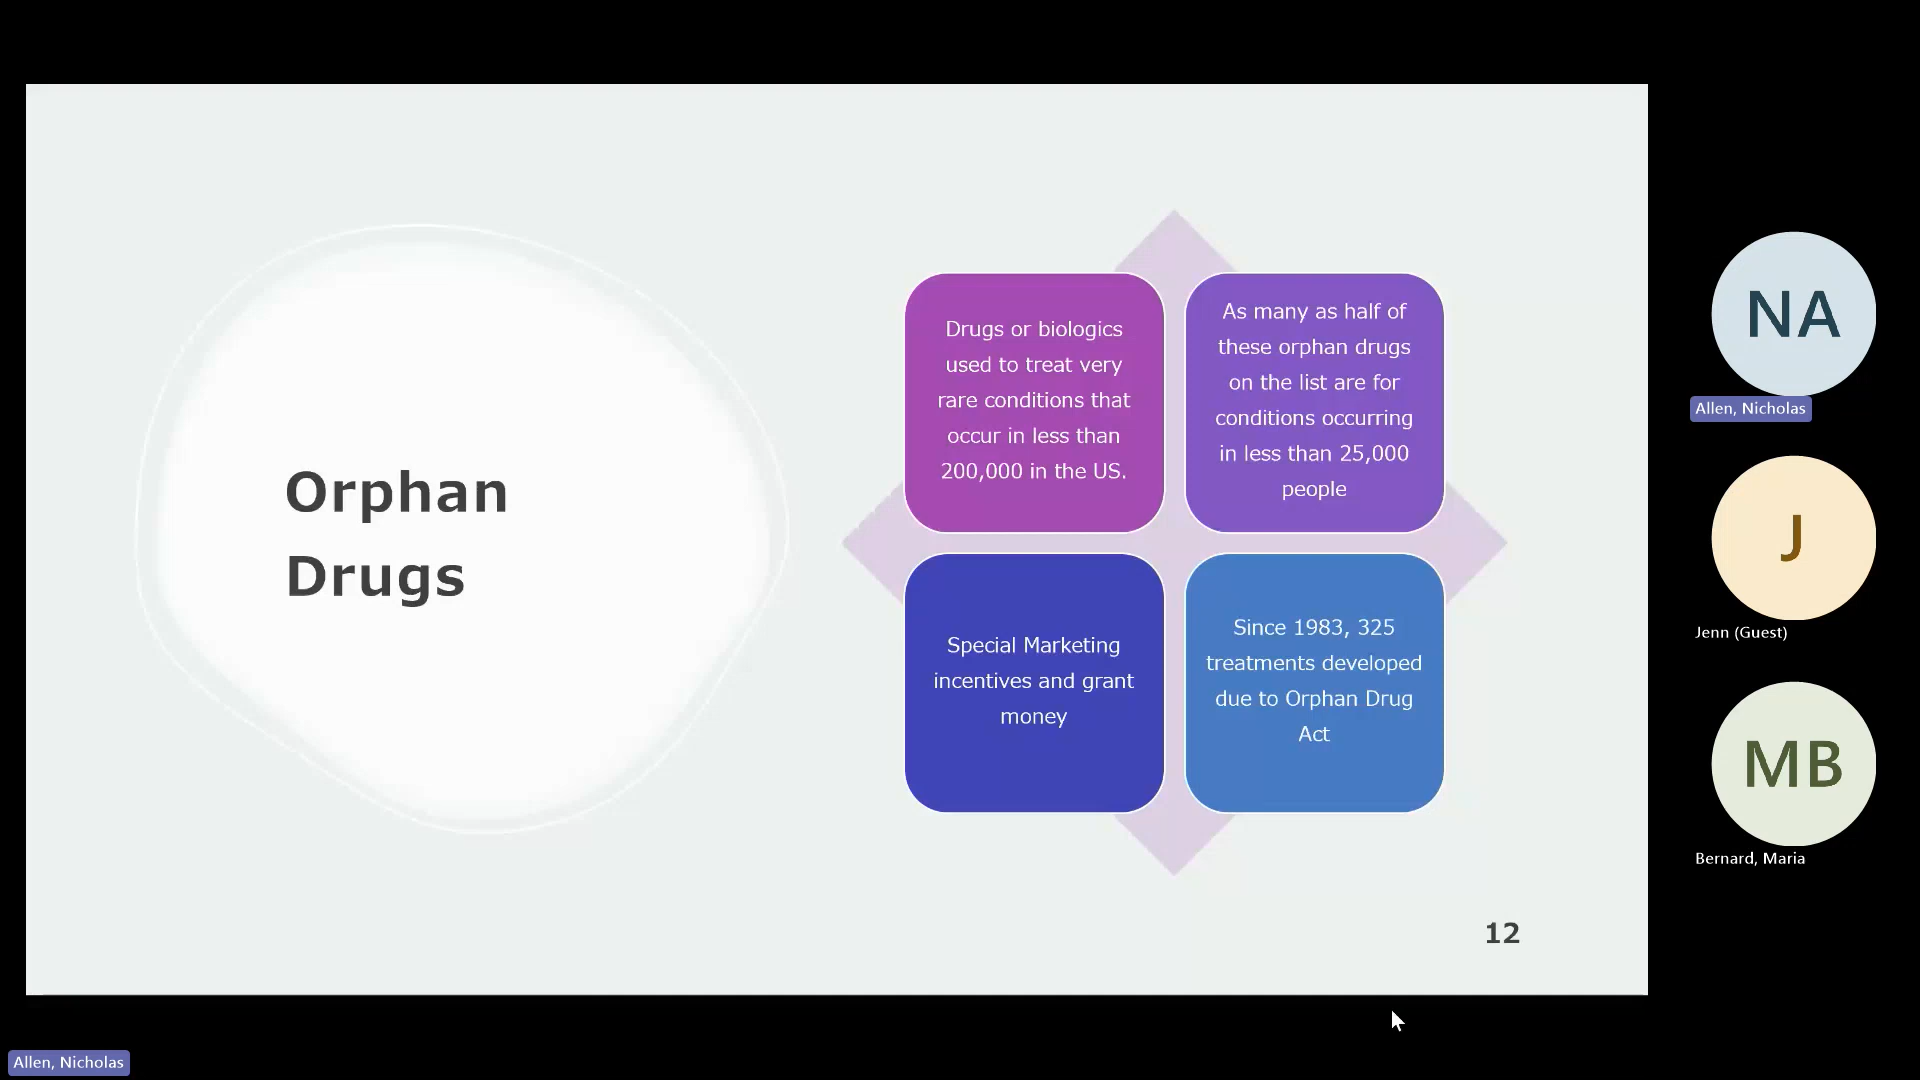 Orphan
Drugs
Drugs or biologics
used to treat very
rare conditions that
occur in less than
200,000 in the US.
As many as half of
these orphan drugs
on the list are for
conditions occurring
in less than 25,000
people
Special Marketing
incentives and grant
money
Since 1983, 325
treatments developed
due to Orphan Drug
Act
12
NA
Allen, Nicholas
J
Jenn (Guest)
MB
Bernard, Maria
Allen, Nicholas